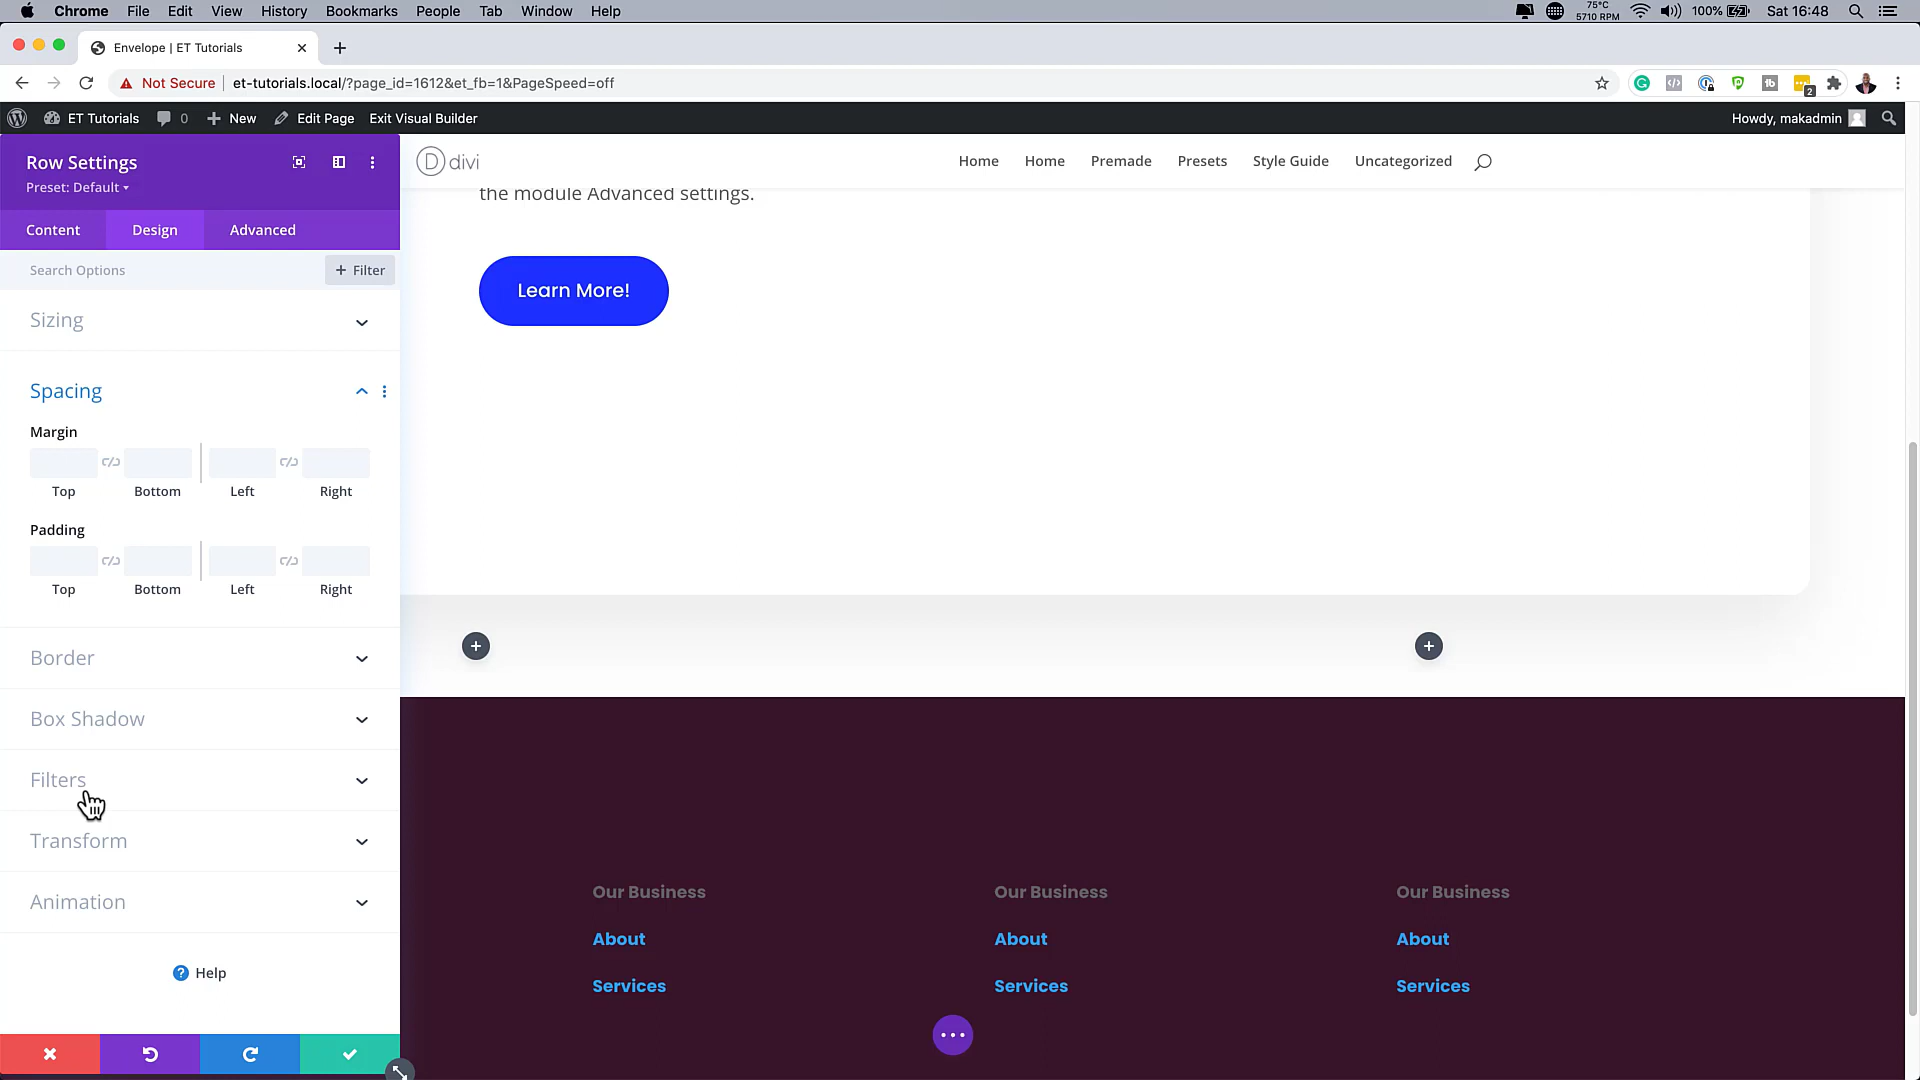 Chrome File Edit View History Bookmarks People Tab Window Help 75°C 5710 RPM 100% Sat 16:48
Envelope | ET Tutorials
Not Secure et-tutorials.local/?page_id=1612&et_fb=1&PageSpeed=off 2
ET Tutorials 0 + New Edit Page Exit Visual Builder Howdy, makadmin
Row Settings
Preset: Default
Content Design Advanced
Search Options + Filter
Sizing
Spacing
Margin
Top Bottom Left Right
Padding
Top Bottom Left Right
Border
Box Shadow
Filters
Transform
Animation
? Help
D divi Home Home Premade Presets Style Guide Uncategorized
the module Advanced settings.
Learn More!
Our Business Our Business Our Business
About About About
Services Services Services